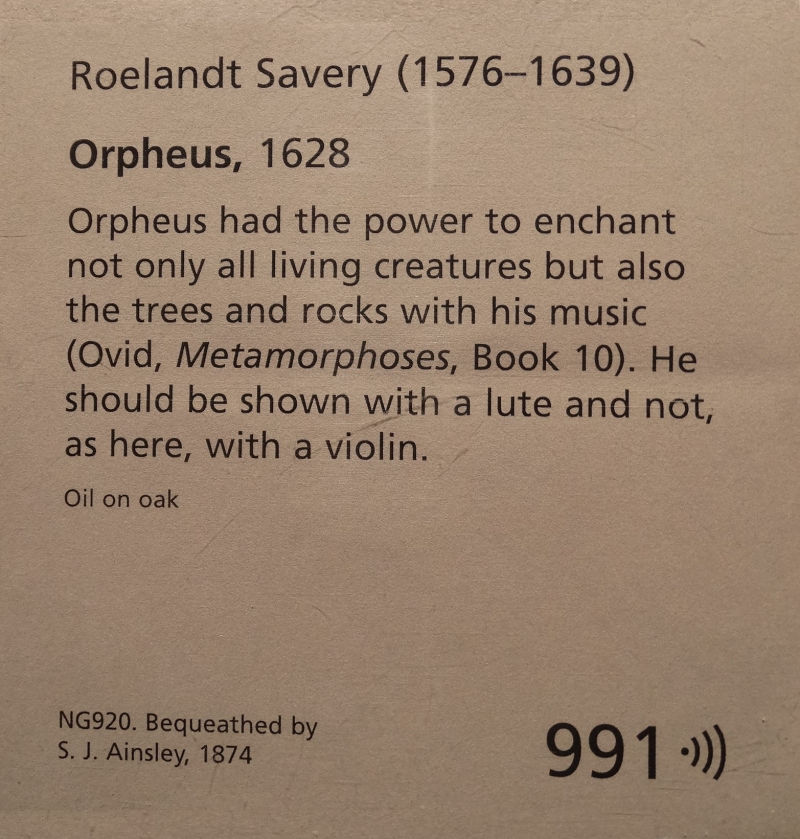 Roelandt Savery (1576–1639)
Orpheus, 1628
Orpheus had the power to enchant
not only all living creatures but also
the trees and rocks with his music
(Ovid, Metamorphoses, Book 10). He
should be shown with a lute and not,
as here, with a violin.
Oil on oak
NG920. Bequeathed by
S. J. Ainsley, 1874
991